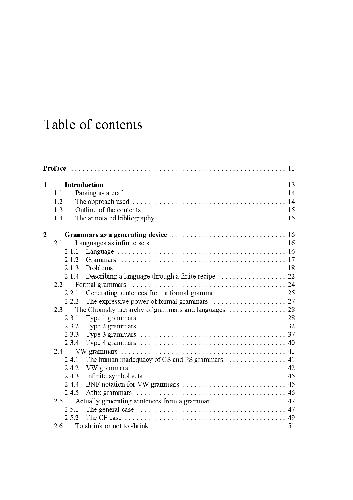 Table of contents
Preface
1 Introduction 13
1.1 Parsing as a craft 14
1.2 The approach used 14
1.3 Outline of the contents 15
1.4 The annotated bibliography 15
2 Grammars as a generating device 16
2.1 Languages as infinite sets 16
2.1.1 Language 16
2.1.2 Grammars 17
2.1.3 Problems 18
2.1.4 Describing a language through a finite recipe 22
2.2 Formal grammars 24
2.2.1 Generating sentences from a formal grammar 25
2.2.2 The expressive power of formal grammars 27
2.3 The Chomsky hierarchy of grammars and languages 28
2.3.1 Type 1 grammars 28
2.3.2 Type 2 grammars 32
2.3.3 Type 3 grammars 37
2.3.4 Type 4 grammars 40
2.4 VW grammars 41
2.4.1 The human inadequacy of CS and PS grammars 41
2.4.2 VW grammars 42
2.4.3 Infinite symbol sets 45
2.4.4 BNF notation for VW grammars 45
2.4.5 Affix grammars 46
2.5 Actually generating sentences from a grammar 47
2.5.1 The general case 47
2.5.2 The CF case 49
2.6 To shrink or not to shrink